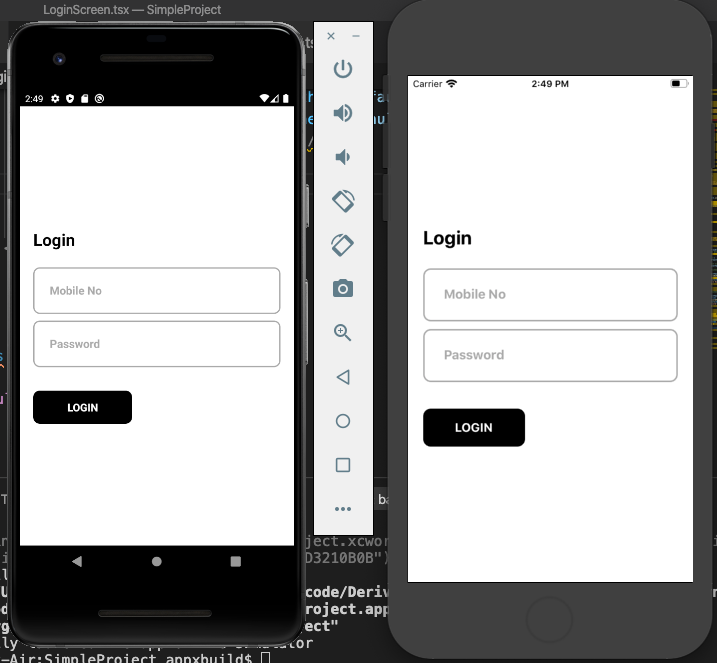 LoginScreen.tsx — SimpleProject
2:49
Login
Mobile No
Password
LOGIN
Carrier
2:49 PM
Login
Mobile No
Password
LOGIN
ject.xcwor
D3210B0B")
code/Deriv
roject.app
ect"
-Air:SimpleProject appxbuild$